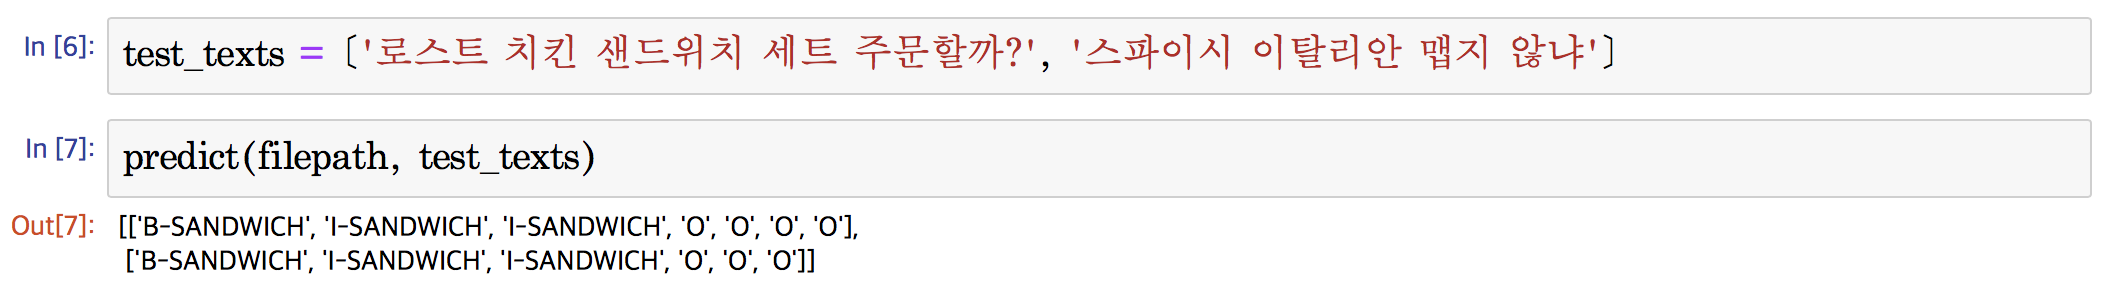 In [6]: test_texts = ['로스트 치킨 샌드위치 세트 주문할까?', '스파이시 이탈리안 맵지 않냐']
In [7]: predict(filepath, test_texts)
Out[7]: [['B-SANDWICH', 'I-SANDWICH', 'I-SANDWICH', 'O', 'O', 'O', 'O'],
['B-SANDWICH', 'I-SANDWICH', 'I-SANDWICH', 'O', 'O', 'O']]